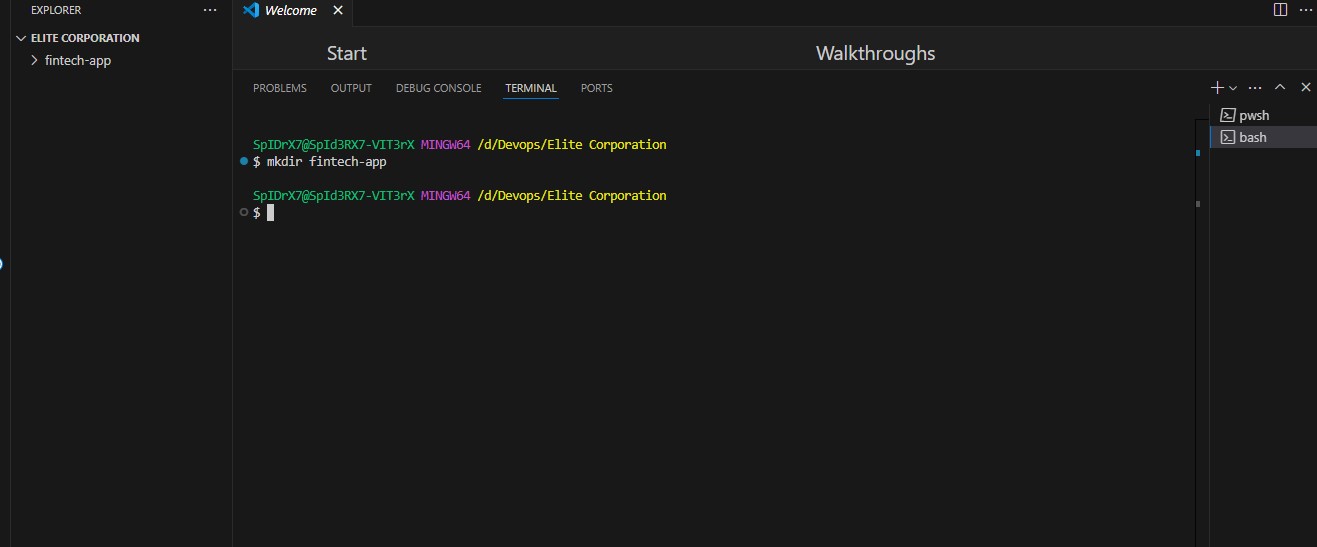 EXPLORER
ELITE CORPORATION
fintech-app
Welcome
Start
Walkthroughs
PROBLEMS OUTPUT DEBUG CONSOLE TERMINAL PORTS
SpIDrX7@SpId3RX7-VIT3rX MINGW64 /d/Devops/Elite Corporation
$ mkdir fintech-app
SpIDrX7@SpId3RX7-VIT3rX MINGW64 /d/Devops/Elite Corporation
$
pwsh
bash